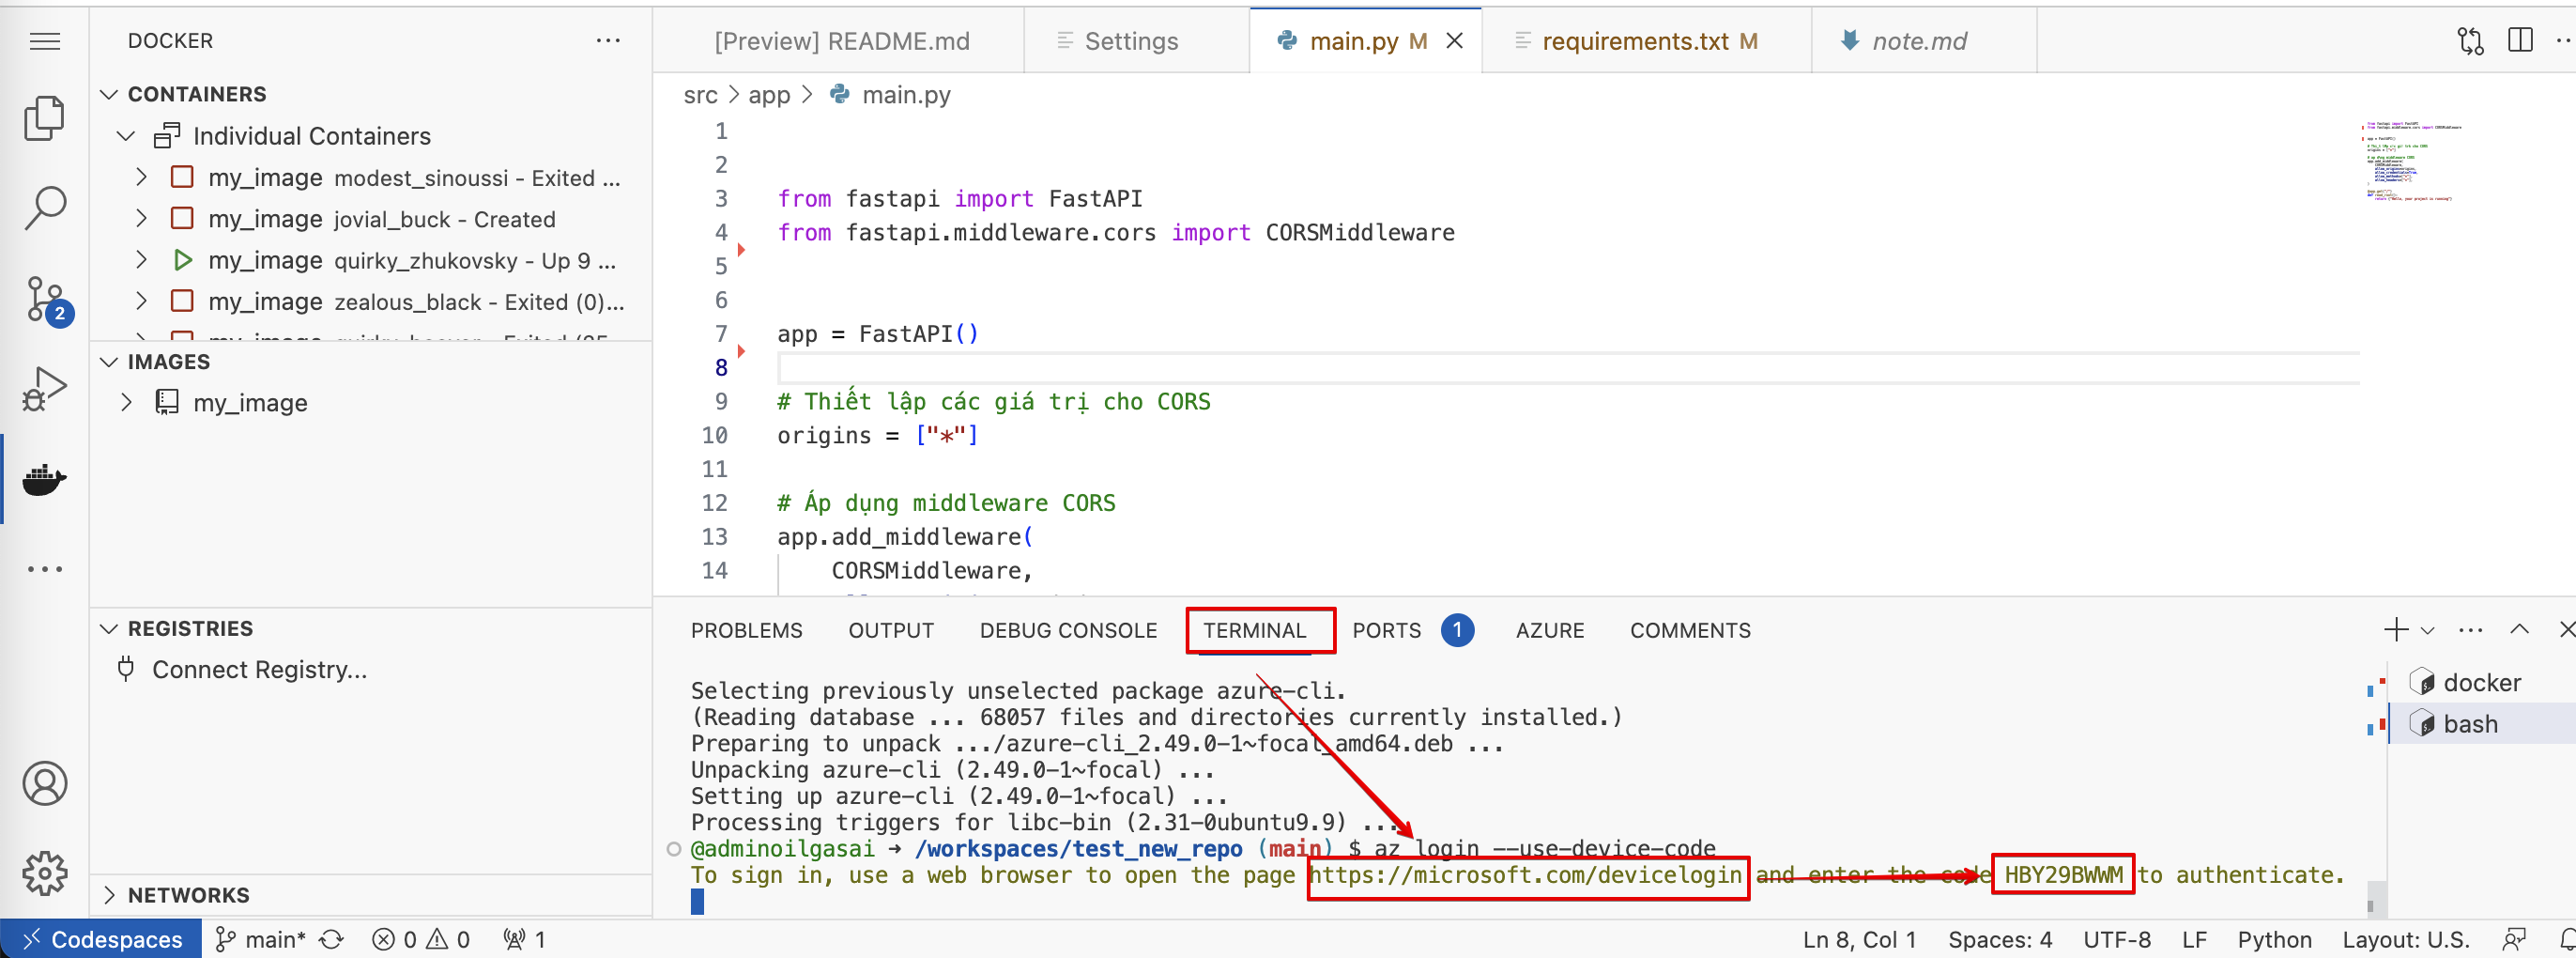 DOCKER
CONTAINERS
Individual Containers
my_image modest_sinoussi - Exited ...
my_image jovial_buck - Created
my_image quirky_zhukovsky - Up 9 ...
my_image zealous_black - Exited (0)...
IMAGES
my_image
REGISTRIES
Connect Registry...
NETWORKS
2
[Preview] README.md
Settings
main.py M
requirements.txt M
note.md
src > app > main.py
1
2
3 from fastapi import FastAPI
4 from fastapi.middleware.cors import CORSMiddleware
5
6
7 app = FastAPI()
8
9 # Thiết lập các giá trị cho CORS
10 origins = ["*"]
11
12 # Áp dụng middleware CORS
13 app.add_middleware(
14 CORSMiddleware,
PROBLEMS OUTPUT DEBUG CONSOLE TERMINAL PORTS 1 AZURE COMMENTS
Selecting previously unselected package azure-cli.
(Reading database ... 68057 files and directories currently installed.)
Preparing to unpack .../azure-cli_2.49.0-1~focal_amd64.deb ...
Unpacking azure-cli (2.49.0-1~focal) ...
Setting up azure-cli (2.49.0-1~focal) ...
Processing triggers for libc-bin (2.31-0ubuntu9.9) ...
@adminoilgasai ➜ /workspaces/test_new_repo (main) $ az login --use-device-code
To sign in, use a web browser to open the page https://microsoft.com/devicelogin and enter the code HBY29BWWM to authenticate.
docker
bash
Codespaces main* 0 0 1
Ln 8, Col 1 Spaces: 4 UTF-8 LF Python Layout: U.S.